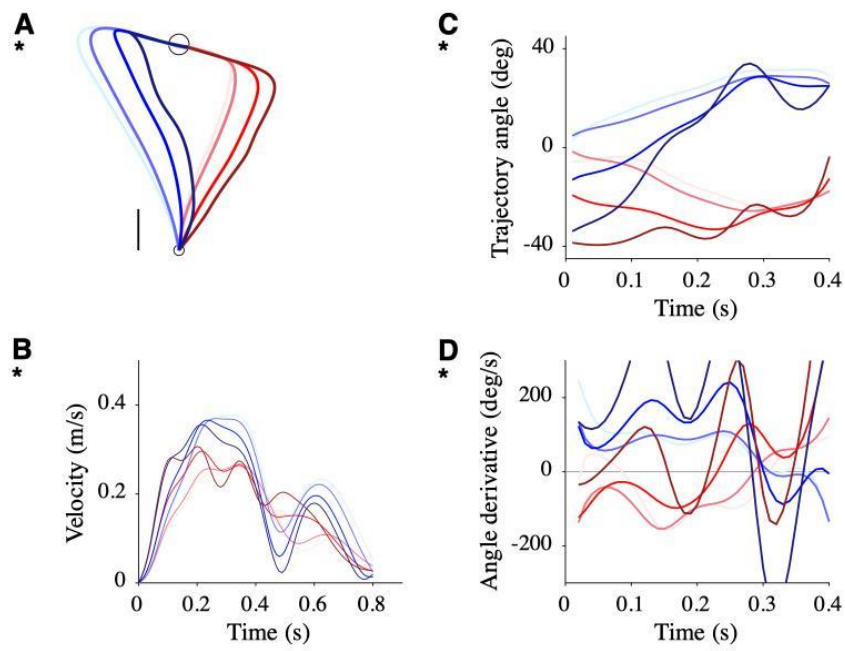 A
*
C
*
40
0
-40
Trajectory angle (deg)
0
0.1
0.2
0.3
0.4
Time (s)
B
*
0.4
0.2
0
Velocity (m/s)
0
0.2
0.4
0.6
0.8
Time (s)
D
*
200
0
-200
Angle derivative (deg/s)
0
0.1
0.2
0.3
0.4
Time (s)